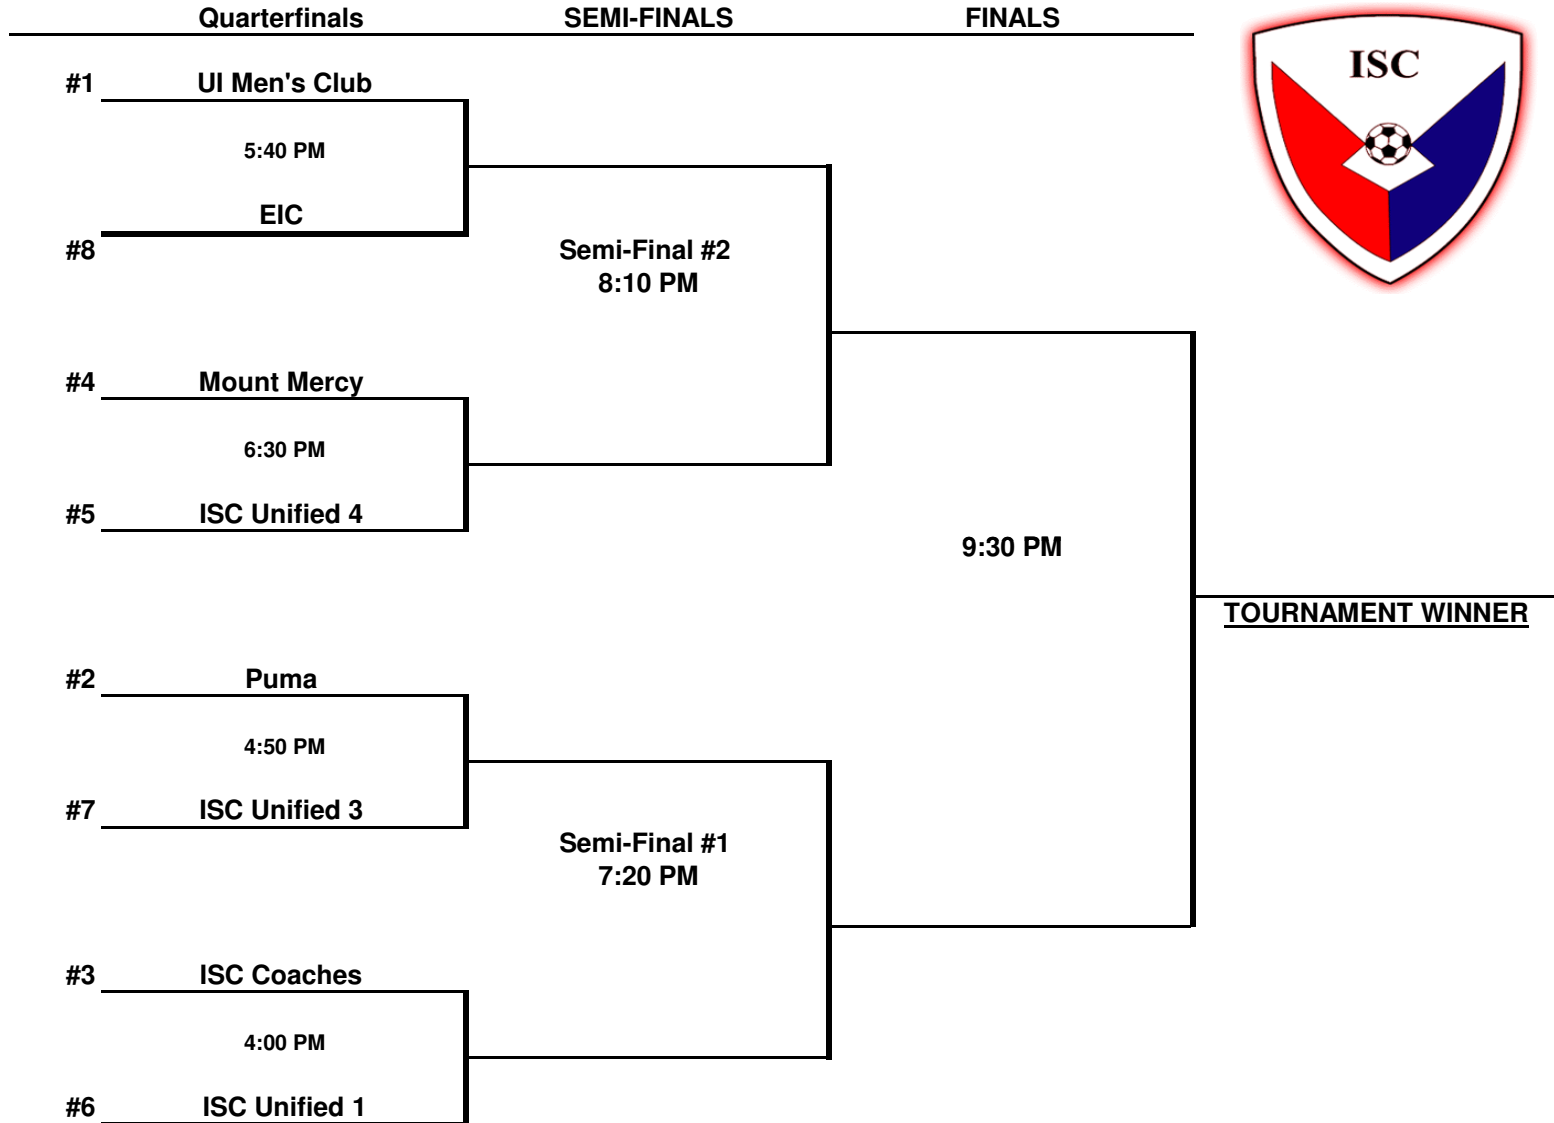 Quarterfinals SEMI-FINALS FINALS
ISC
#1 UI Men's Club
5:40 PM
EIC
#8
Semi-Final #2
8:10 PM
#4 Mount Mercy
6:30 PM
#5 ISC Unified 4
9:30 PM
TOURNAMENT WINNER
#2 Puma
4:50 PM
#7 ISC Unified 3
Semi-Final #1
7:20 PM
#3 ISC Coaches
4:00 PM
#6 ISC Unified 1